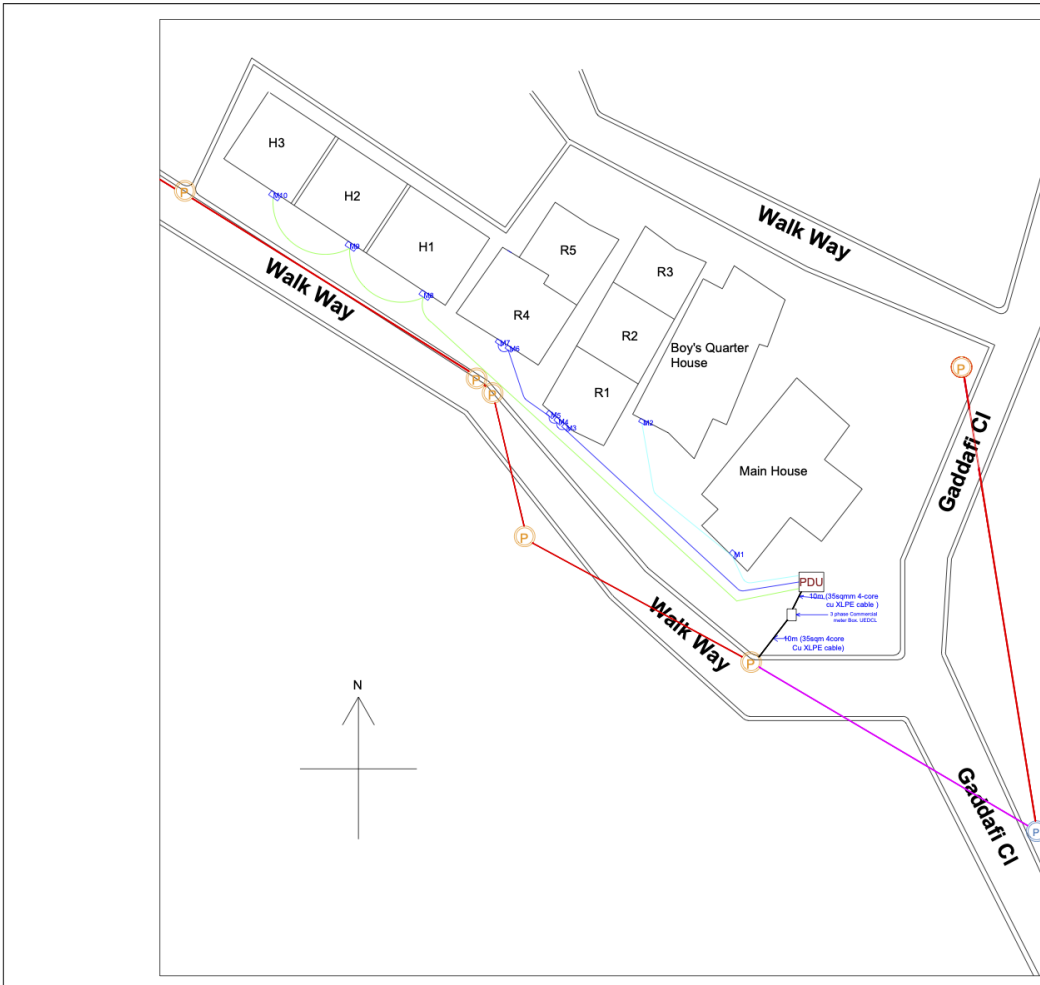 H3
H2
H1
M10
M9
M8
P
Walk Way
R5
R4
R3
R2
R1
M7
M6
M5
M4
M3
Boy's Quarter
House
M2
Main House
M1
Walk Way
P
Gaddafi Cl
P
P
P
PDU
10m (35sqmm 4-core
cu XLPE cable )
3 phase Commercial
meter Box. UEDCL
10m (35sqm 4core
Cu XLPE cable)
Walk Way
P
N
Gaddafi Cl
P